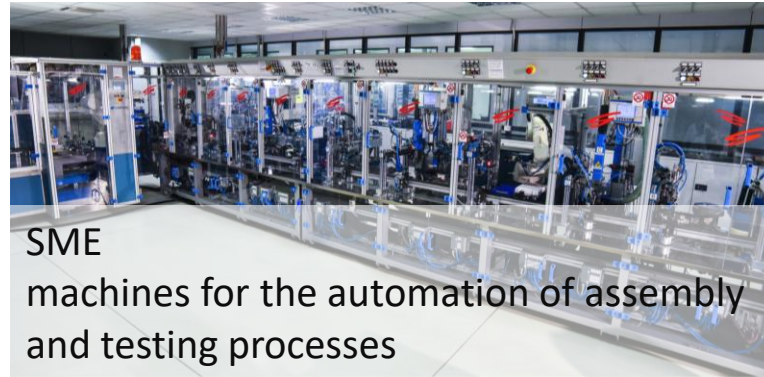 SME
machines for the automation of assembly
and testing processes